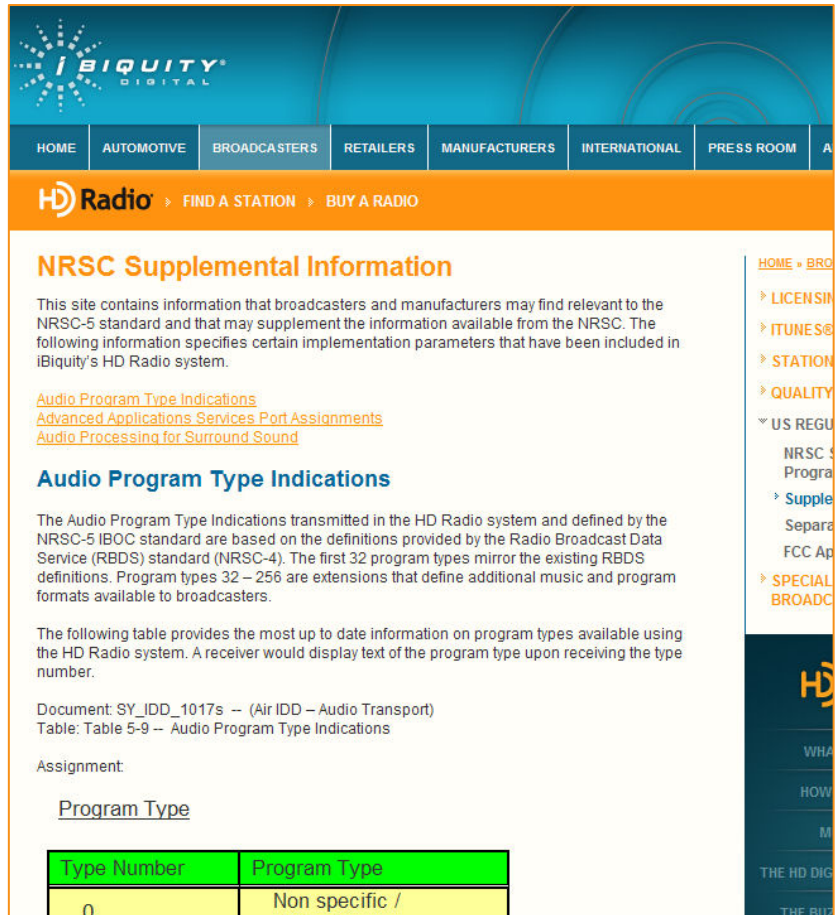 iBIQUITY®
DIGITAL
HOME AUTOMOTIVE BROADCASTERS RETAILERS MANUFACTURERS INTERNATIONAL PRESS ROOM A
HD Radio FIND A STATION BUY A RADIO
NRSC Supplemental Information
This site contains information that broadcasters and manufacturers may find relevant to the
NRSC-5 standard and that may supplement the information available from the NRSC. The
following information specifies certain implementation parameters that have been included in
iBiquity's HD Radio system.
Audio Program Type Indications
Advanced Applications Services Port Assignments
Audio Processing for Surround Sound
Audio Program Type Indications
The Audio Program Type Indications transmitted in the HD Radio system and defined by the
NRSC-5 IBOC standard are based on the definitions provided by the Radio Broadcast Data
Service (RBDS) standard (NRSC-4). The first 32 program types mirror the existing RBDS
definitions. Program types 32 – 256 are extensions that define additional music and program
formats available to broadcasters.
The following table provides the most up to date information on program types available using
the HD Radio system. A receiver would display text of the program type upon receiving the type
number.
Document: SY_IDD_1017s -- (Air IDD – Audio Transport)
Table: Table 5-9 -- Audio Program Type Indications
Assignment:
Program Type
Type Number Program Type
0 Non specific /
HOME » BRO
LICENSIN
ITUNES®
STATION
QUALITY
US REGU
NRSC S
Progra
Supple
Separa
FCC Ap
SPECIAL
BROADC
HD
WHA
HOW
M
THE HD DIG
THE BUZ